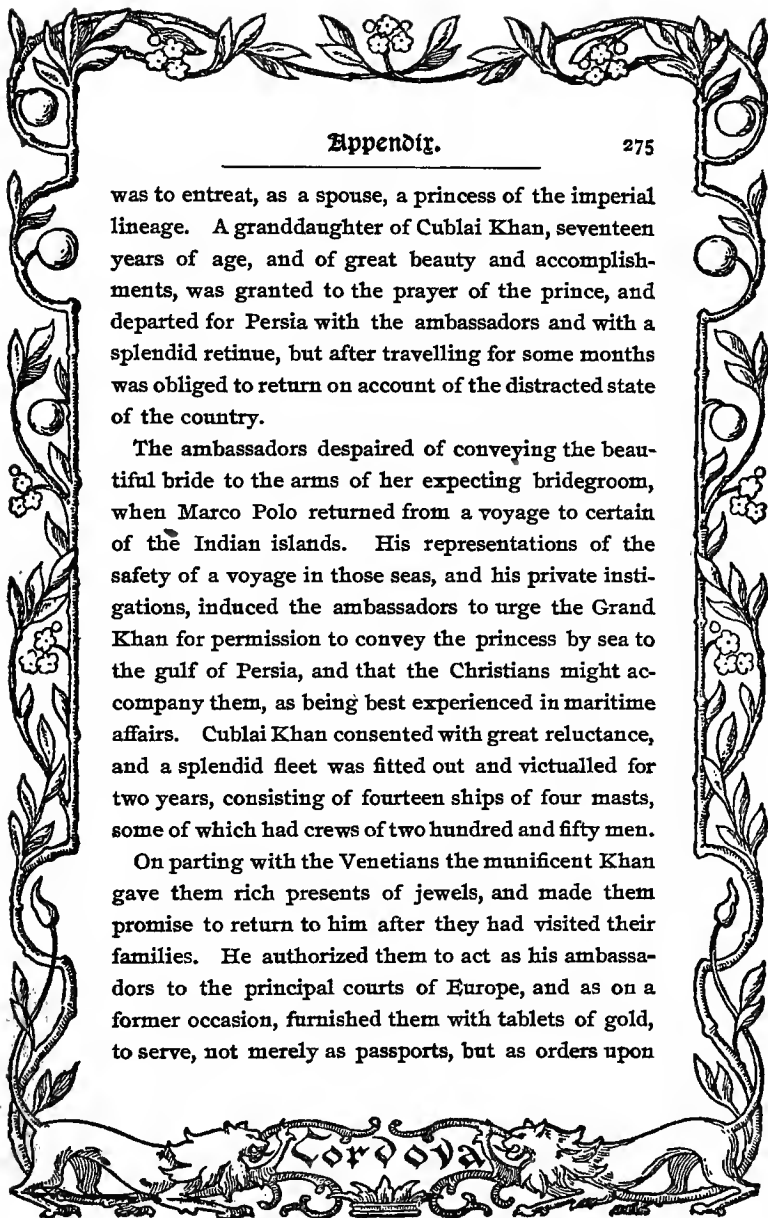 Appendix.
275
was to entreat, as a spouse, a princess of the imperial
lineage. A granddaughter of Cublai Khan, seventeen
years of age, and of great beauty and accomplish-
ments, was granted to the prayer of the prince, and
departed for Persia with the ambassadors and with a
splendid retinue, but after travelling for some months
was obliged to return on account of the distracted state
of the country.
The ambassadors despaired of conveying the beau-
tiful bride to the arms of her expecting bridegroom,
when Marco Polo returned from a voyage to certain
of the Indian islands. His representations of the
safety of a voyage in those seas, and his private insti-
gations, induced the ambassadors to urge the Grand
Khan for permission to convey the princess by sea to
the gulf of Persia, and that the Christians might ac-
company them, as being best experienced in maritime
affairs. Cublai Khan consented with great reluctance,
and a splendid fleet was fitted out and victualled for
two years, consisting of fourteen ships of four masts,
some of which had crews of two hundred and fifty men.
On parting with the Venetians the munificent Khan
gave them rich presents of jewels, and made them
promise to return to him after they had visited their
families. He authorized them to act as his ambassa-
dors to the principal courts of Europe, and as on a
former occasion, furnished them with tablets of gold,
to serve, not merely as passports, but as orders upon
Cordova